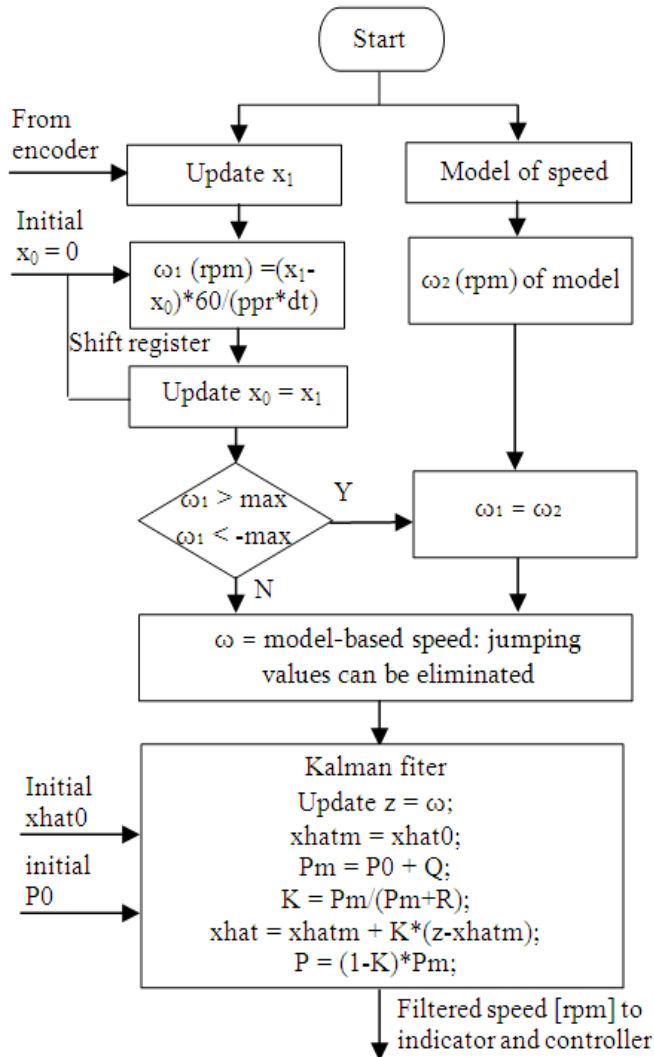 Start
From
encoder
Update x₁
Model of speed
Initial
x₀ = 0
ω₁ (rpm) =(x₁-
x₀)*60/(ppr*dt)
ω₂ (rpm) of model
Shift register
Update x₀ = x₁
ω₁ > max
ω₁ < -max
Y
ω₁ = ω₂
N
ω = model-based speed: jumping
values can be eliminated
Kalman fiter
Initial
xhat0
Update z = ω;
xhatm = xhat0;
initial
P0
Pm = P0 + Q;
K = Pm/(Pm+R);
xhat = xhatm + K*(z-xhatm);
P = (1-K)*Pm;
Filtered speed [rpm] to
indicator and controller